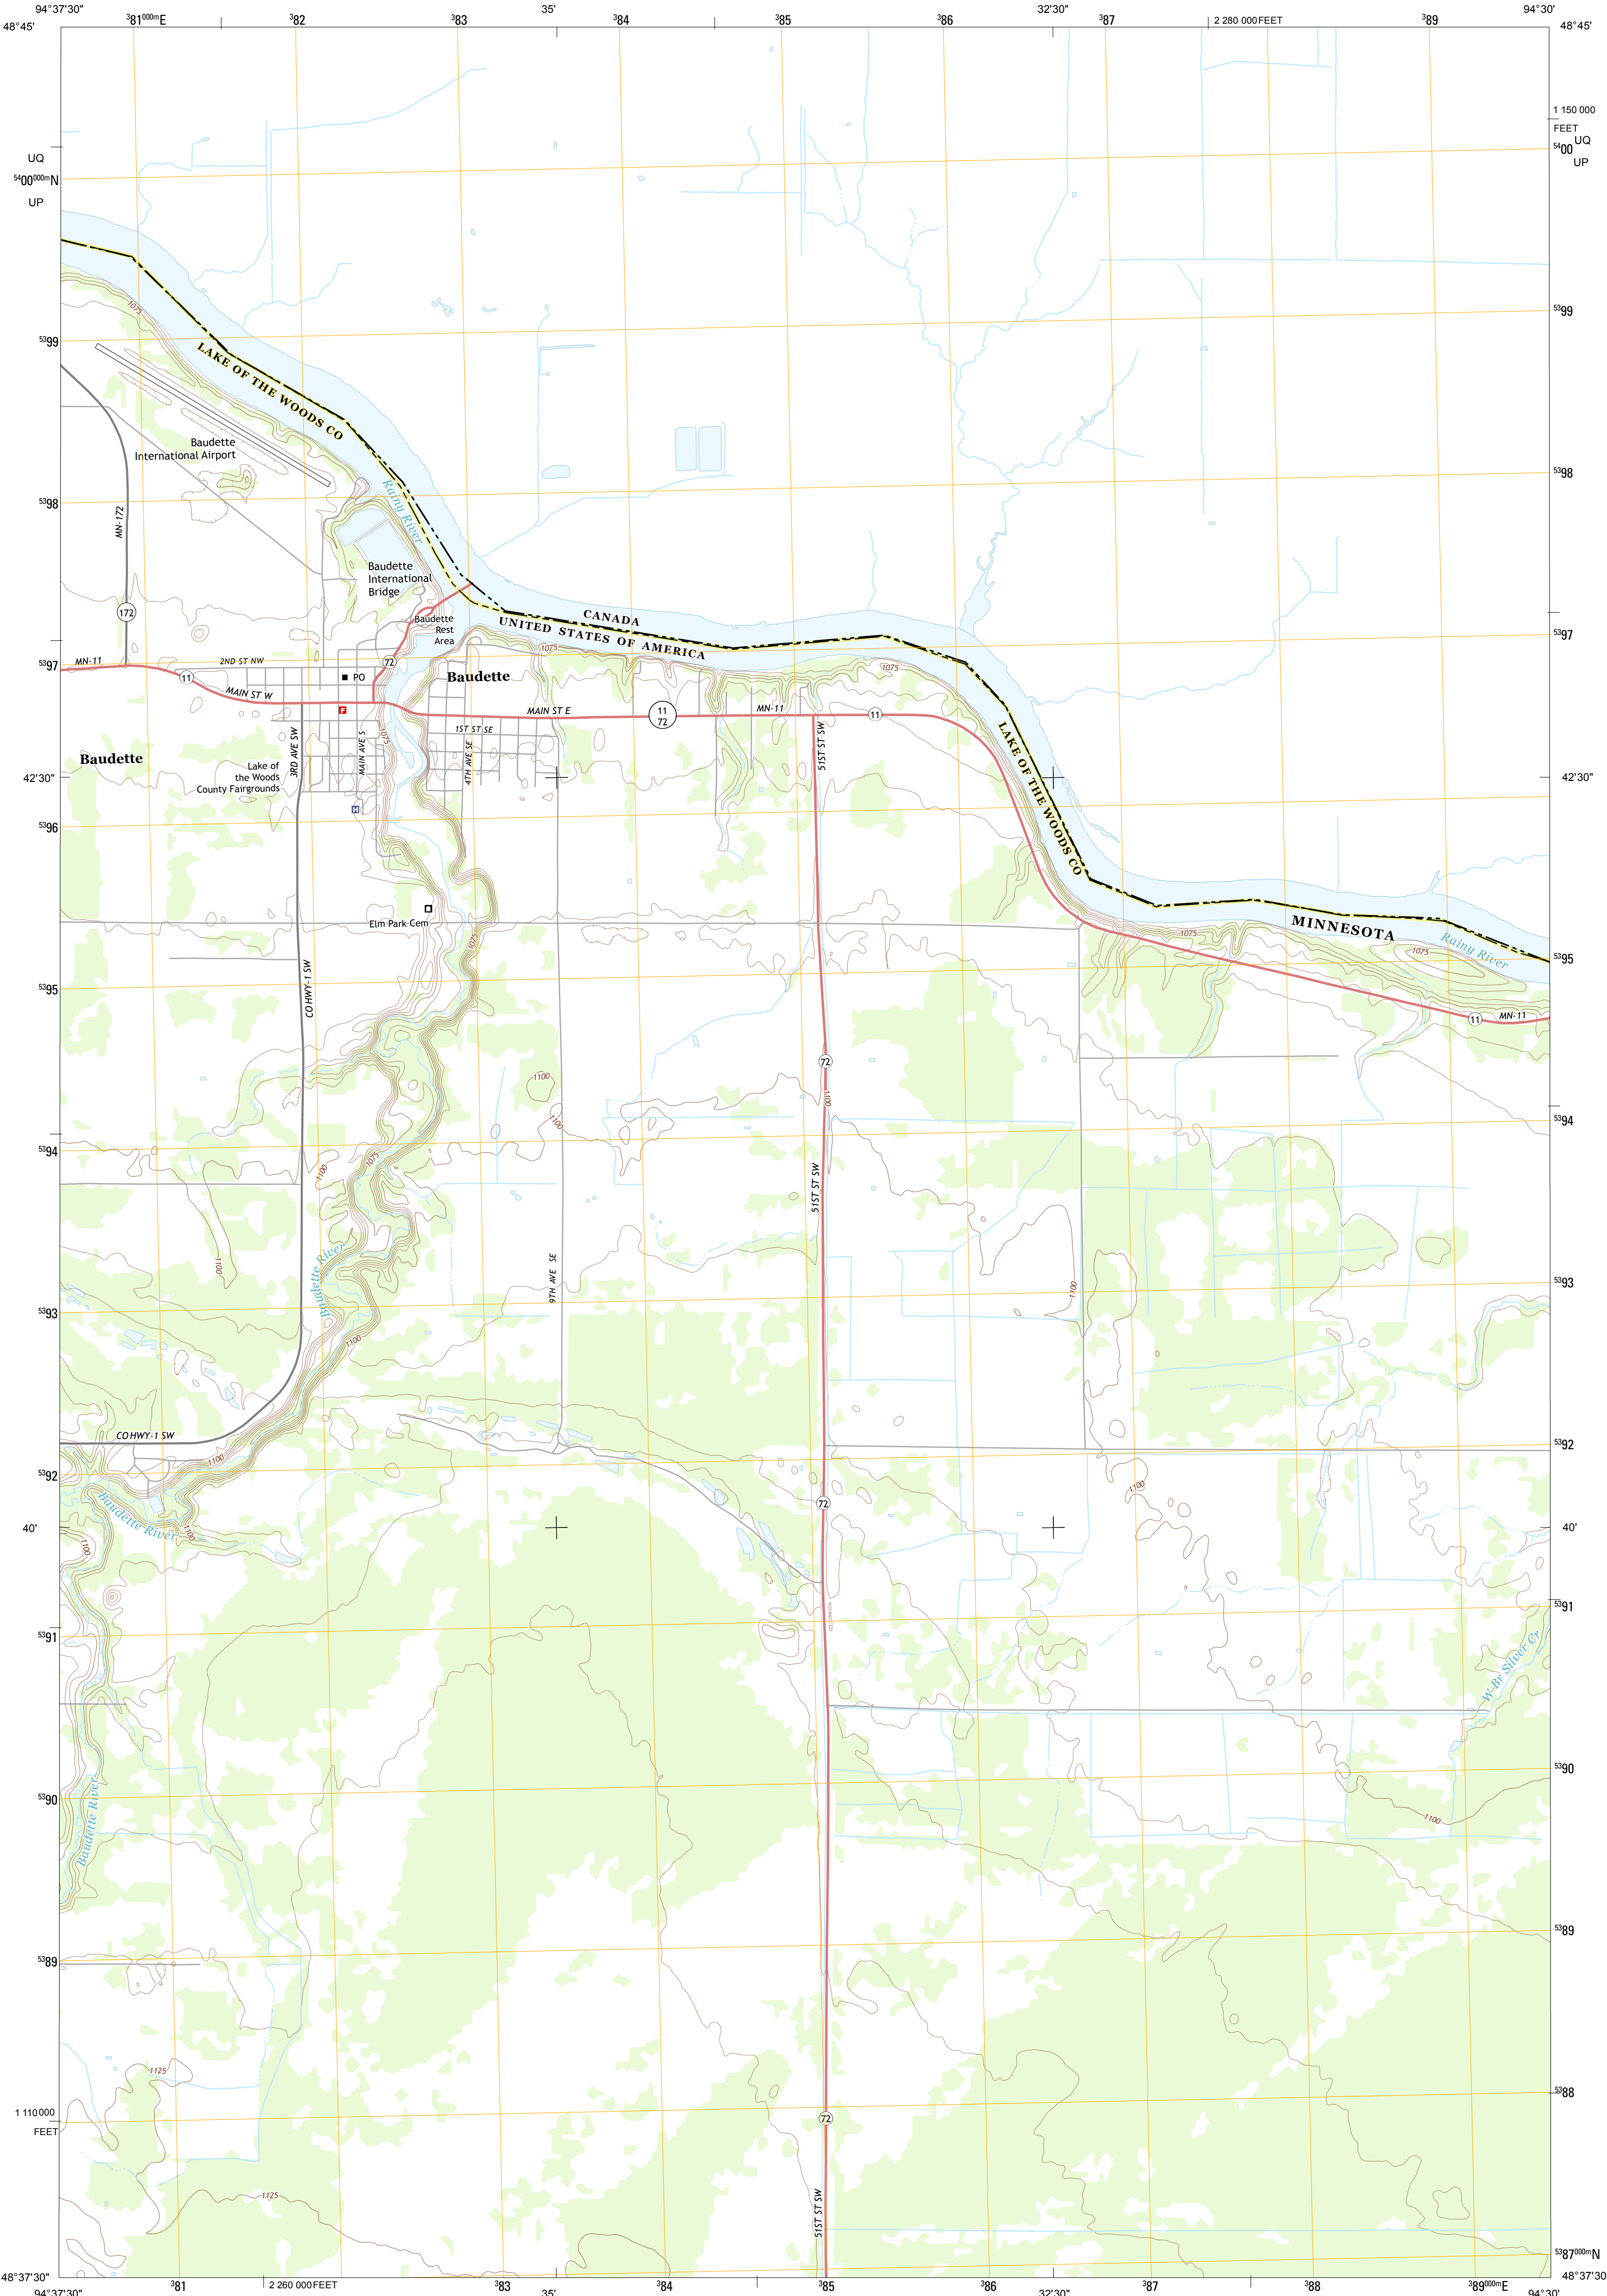 94°37'30"
381000mE
382
383
35'
384
385
386
32'30"
387
2 280 000 FEET
389
94°30'
48°45'
48°45'
1 150 000
FEET
UQ
UP
5400
UQ
5400000mN
UP
1075
5399
5399
LAKE OF THE WOODS CO
Baudette
International Airport
5398
5398
Rainy River
MN-172
Baudette
International
Bridge
172
Baudette
Rest
Area
CANADA
UNITED STATES OF AMERICA
5397
5397
MN-11
2ND ST NW
72
1075
1075
11
PO
Baudette
MAIN ST W
F
MAIN ST E
11
72
MN-11
11
1ST ST SE
3RD AVE SW
MAIN AVE S
1075
4TH AVE SE
51ST ST SW
LAKE OF THE WOODS CO
Baudette
Lake of
the Woods
County Fairgrounds
42'30"
42'30"
H
5396
Elm Park Cem
MINNESOTA
1075
1075
1075
Rainy River
5395
5395
CO HWY-1 SW
11
MN-11
72
1100
1100
1100
5394
5394
1075
1100
51ST ST SW
1100
Baudette River
9TH AVE SE
1100
5393
5393
1100
CO HWY-1 SW
5392
5392
1100
1100
72
Baudette River
1100
1100
40'
40'
5391
5391
W Br Silver Cr
5390
5390
Baudette River
1100
5389
5389
1125
5388
1 110 000
FEET
72
1125
51ST ST SW
5387000mN
48°37'30"
48°37'30
94°37'30"
381
2 260 000 FEET
383
35'
384
385
386
32'30"
387
388
389000mE
94°30'